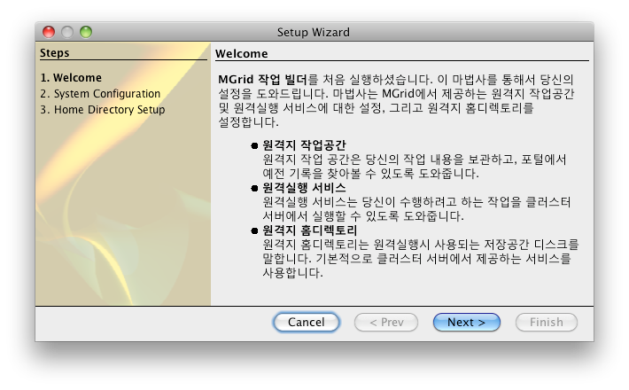 Setup Wizard
Steps
1. Welcome
2. System Configuration
3. Home Directory Setup
Welcome
MGrid 작업 빌더를 처음 실행하셨습니다. 이 마법사를 통해서 당신의
설정을 도와드립니다. 마법사는 MGrid에서 제공하는 원격지 작업공간
및 원격실행 서비스에 대한 설정, 그리고 원격지 홈디렉토리를
설정합니다.
● 원격지 작업공간
원격지 작업 공간은 당신의 작업 내용을 보관하고, 포털에서
예전 기록을 찾아볼 수 있도록 도와줍니다.
● 원격실행 서비스
원격실행 서비스는 당신이 수행하려고 하는 작업을 클러스터
서버에서 실행할 수 있도록 도와줍니다.
● 원격지 홈디렉토리
원격지 홈디렉토리는 원격실행시 사용되는 저장공간 디스크를
말합니다. 기본적으로 클러스터 서버에서 제공하는 서비스를
사용합니다.
Cancel < Prev Next > Finish